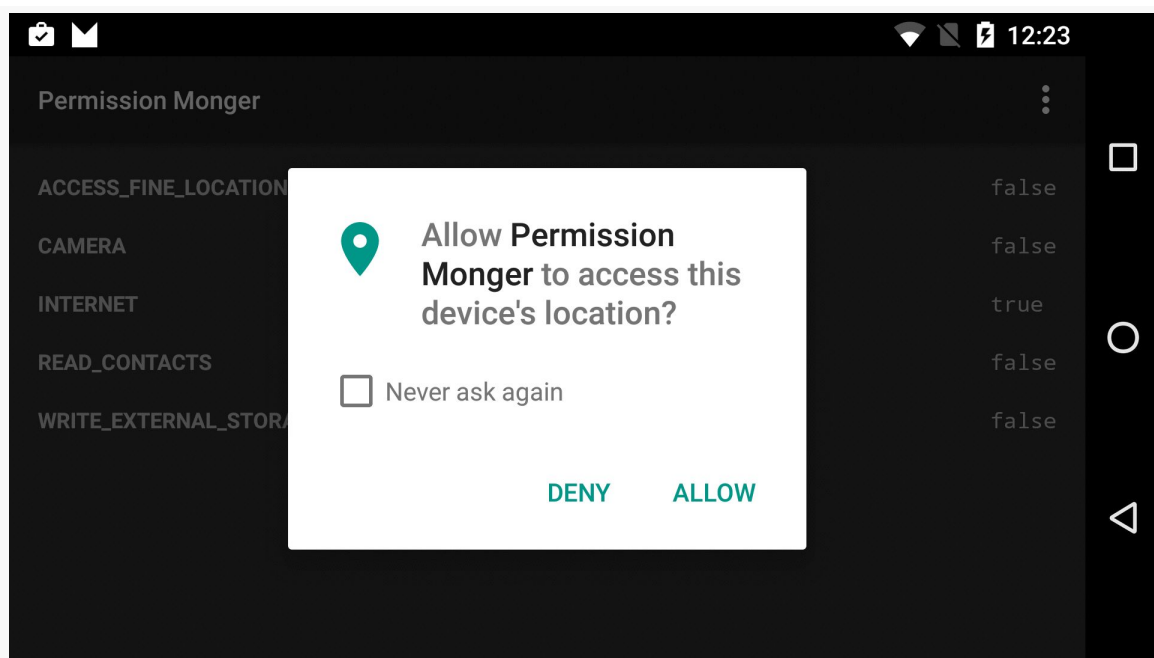 12:23
Permission Monger
ACCESS_FINE_LOCATION false
CAMERA false
INTERNET true
READ_CONTACTS false
WRITE_EXTERNAL_STORA false
Allow Permission
Monger to access this
device's location?
Never ask again
DENY ALLOW